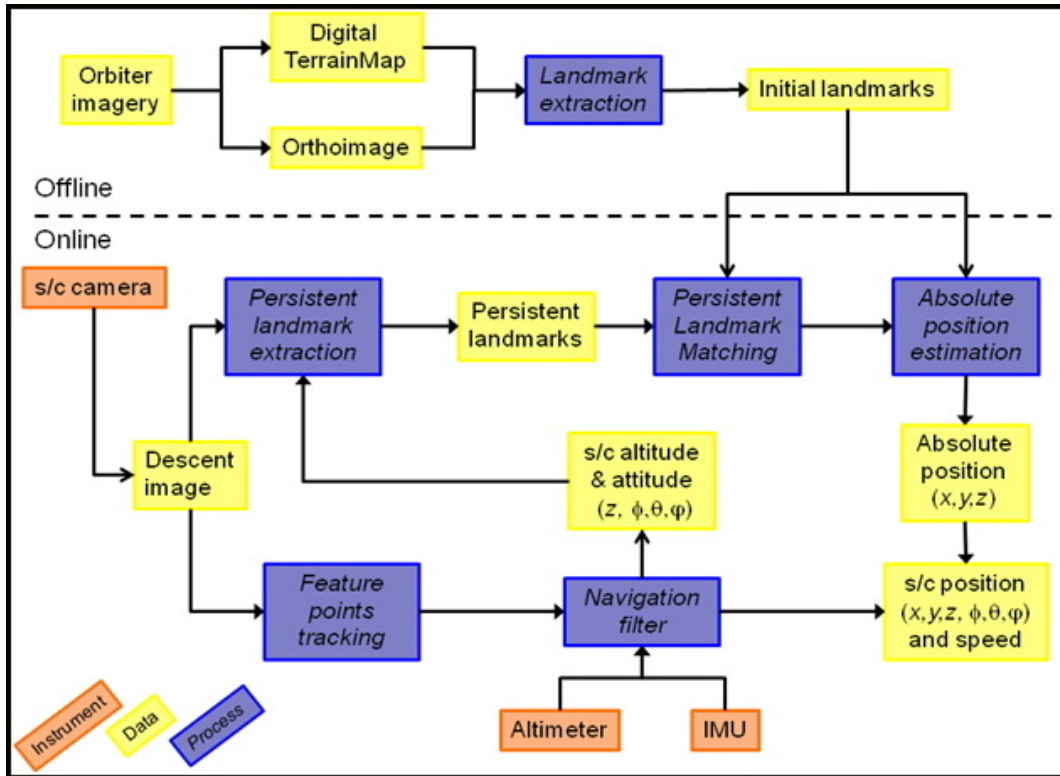 Orbiter
imagery
Digital
TerrainMap
Orthoimage
Landmark
extraction
Initial landmarks
Offline
Online
s/c camera
Persistent
landmark
extraction
Persistent
landmarks
Persistent
Landmark
Matching
Absolute
position
estimation
Descent
image
s/c altitude
& attitude
(z, ϕ,θ,φ)
Absolute
position
(x,y,z)
Feature
points
tracking
Navigation
filter
s/c position
(x,y,z, ϕ,θ,φ)
and speed
Altimeter
IMU
Instrument
Data
Process